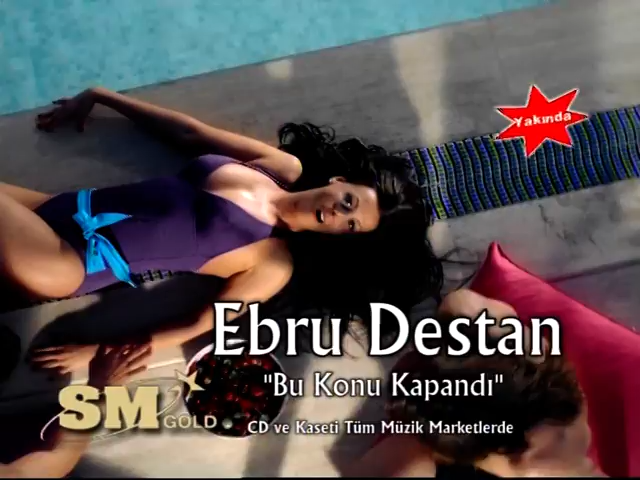 Yakında
Ebru Destan
"Bu Konu Kapandı"
SM GOLD
CD ve Kaseti Tüm Müzik Marketlerde